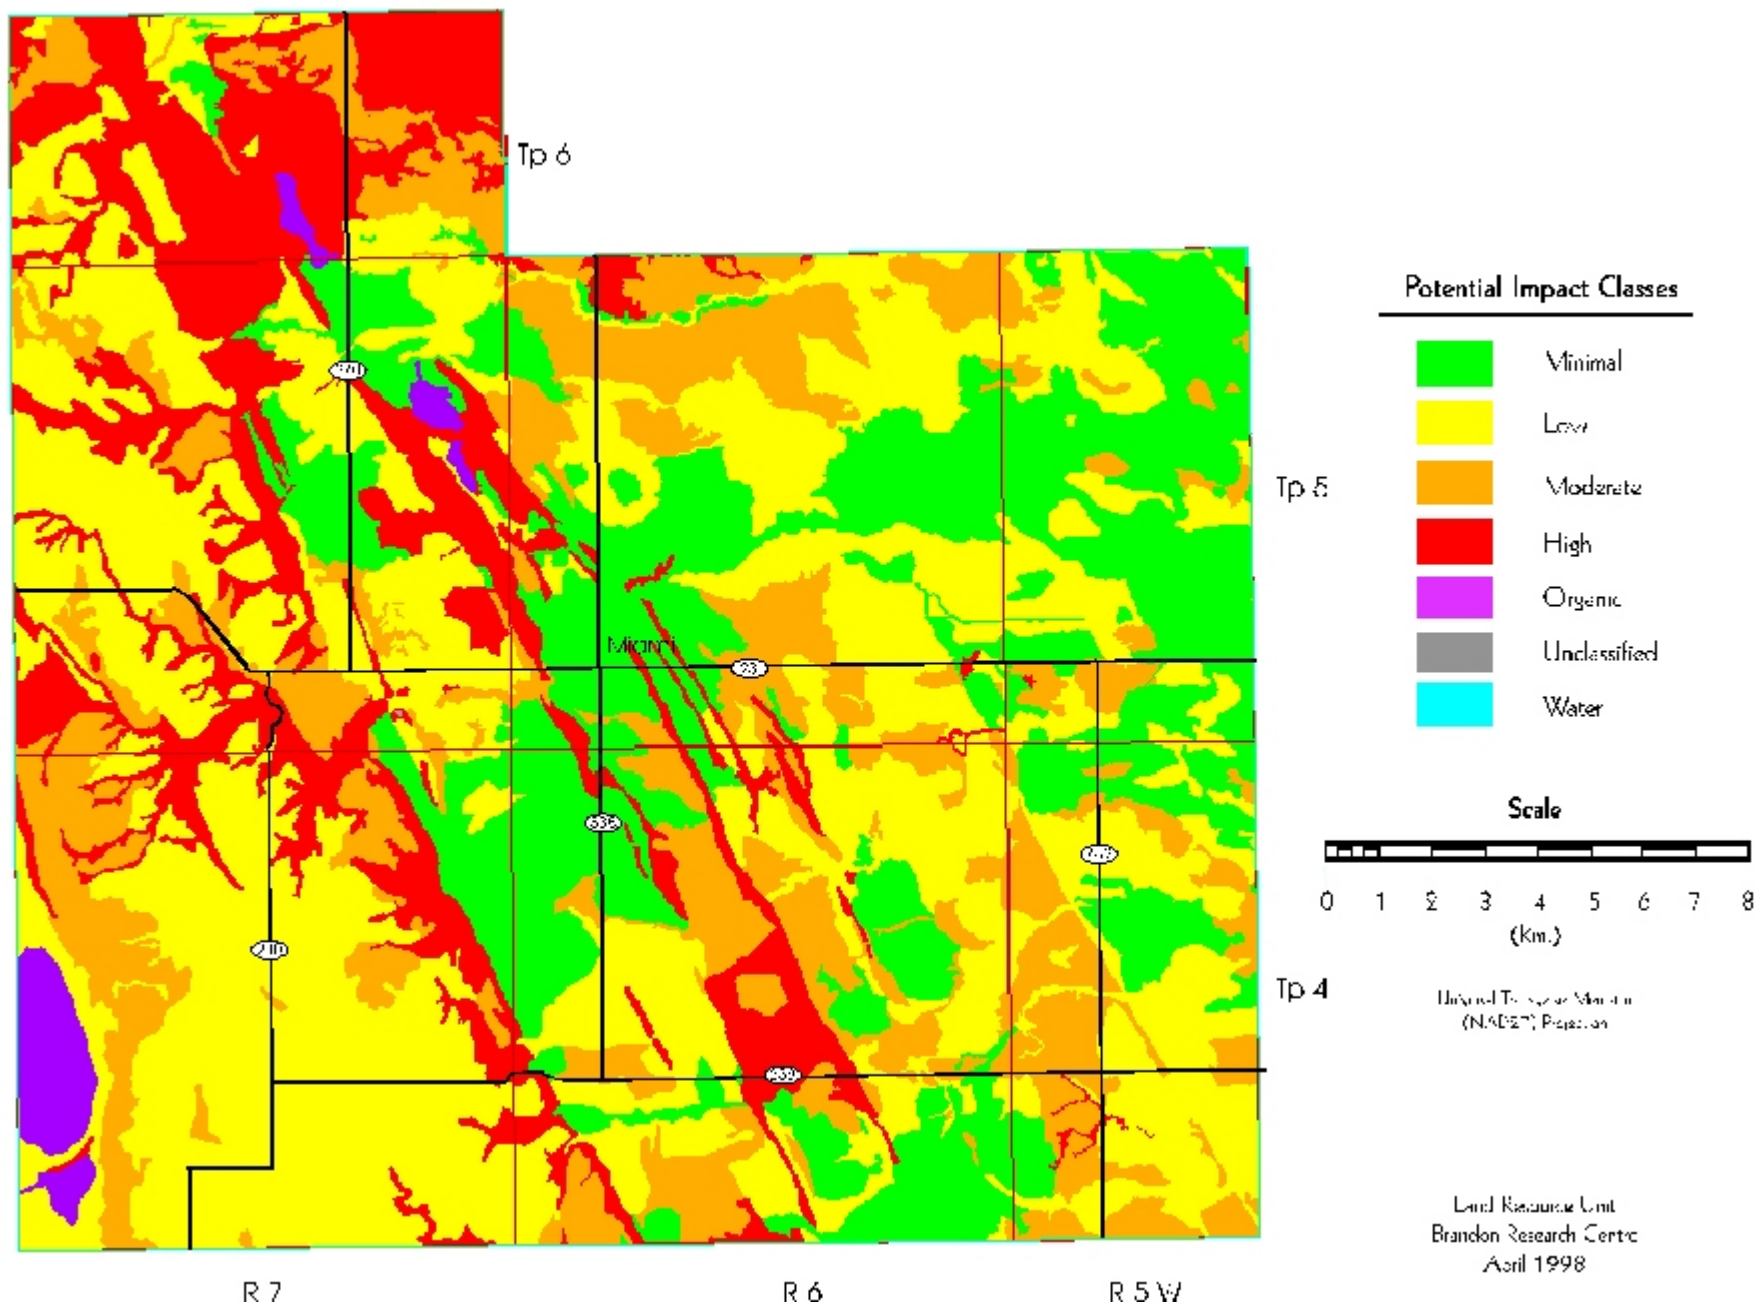 Tp 6
Potential Impact Classes
Minimal
Low
Moderate
High
Organic
Unclassified
Water
Tp 5
Miami
23
Scale
0 1 2 3 4 5 6 7 8
(Km.)
Tp 4
(NAD27) Projection
Land Resource Unit
Brandon Research Centre
April 1998
R 7
R 6
R 5 W